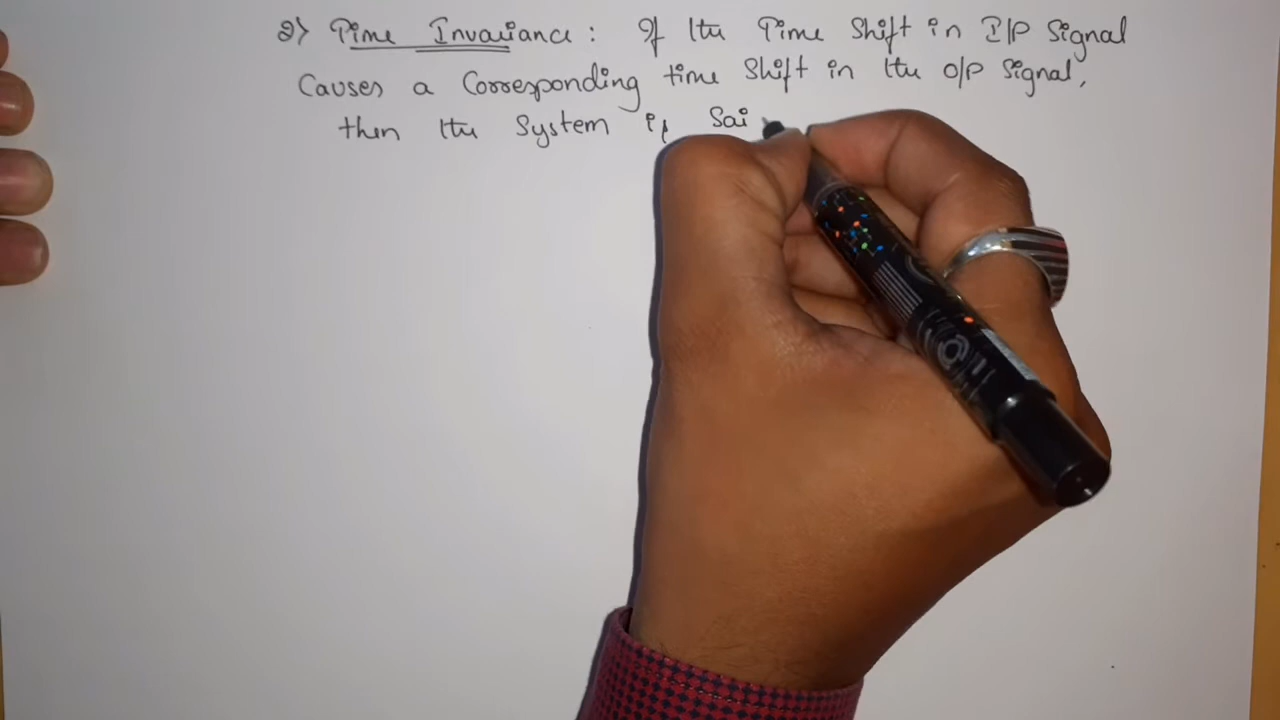 2) Time Invariance : If the Time Shift in I/P Signal
Causes a Corresponding time Shift in the O/P Signal,
then the System is Sai